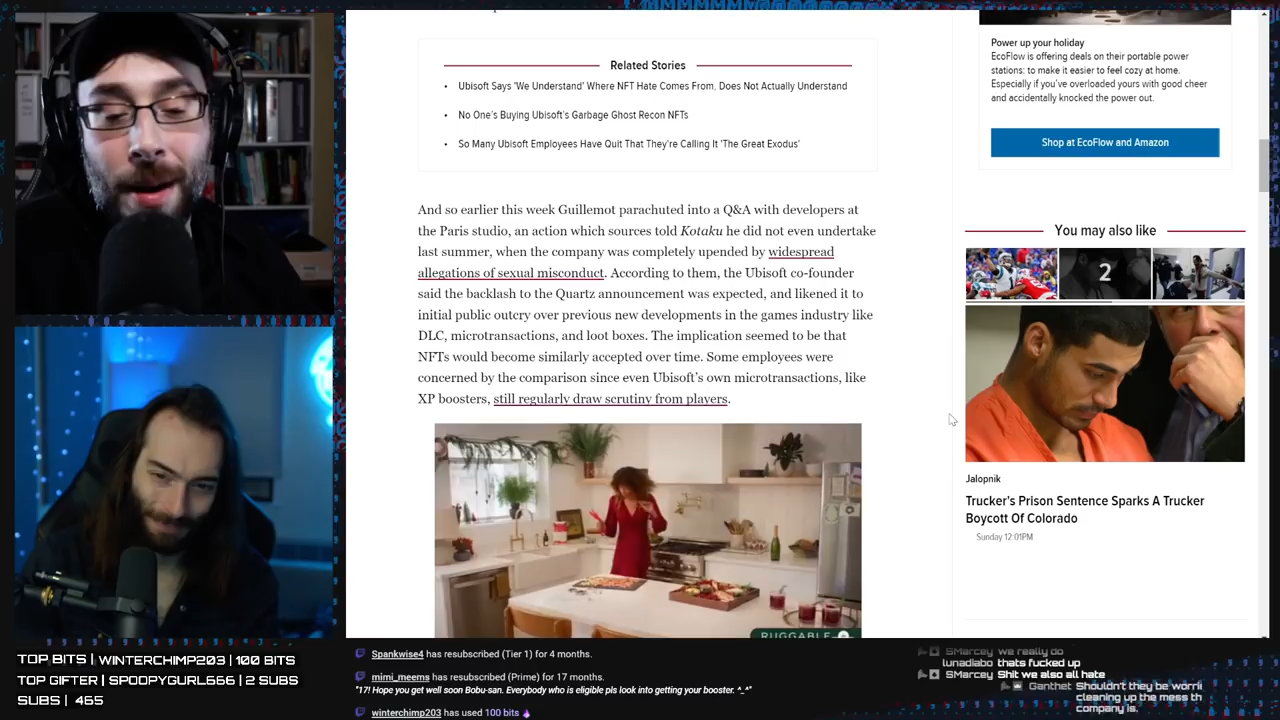 Related Stories
• Ubisoft Says 'We Understand' Where NFT Hate Comes From, Does Not Actually Understand
• No One's Buying Ubisoft's Garbage Ghost Recon NFTs
• So Many Ubisoft Employees Have Quit That They're Calling It 'The Great Exodus'
And so earlier this week Guillemot parachuted into a Q&A with developers at
the Paris studio, an action which sources told Kotaku he did not even undertake
last summer, when the company was completely upended by widespread
allegations of sexual misconduct. According to them, the Ubisoft co-founder
said the backlash to the Quartz announcement was expected, and likened it to
initial public outcry over previous new developments in the games industry like
DLC, microtransactions, and loot boxes. The implication seemed to be that
NFTs would become similarly accepted over time. Some employees were
concerned by the comparison since even Ubisoft's own microtransactions, like
XP boosters, still regularly draw scrutiny from players.
RUGGABLE
Power up your holiday
EcoFlow is offering deals on their portable power
stations: to make it easier to feel cozy at home.
Especially if you've overloaded yours with good cheer
and accidentally knocked the power out.
Shop at EcoFlow and Amazon
You may also like
2
Jalopnik
Trucker's Prison Sentence Sparks A Trucker
Boycott Of Colorado
Sunday 12:01PM
TOP BITS | WINTERCHIMP203 | 100 BITS
TOP GIFTER | SPOOPYGURL666 | 2 SUBS
SUBS | 465
Spankwise4 has resubscribed (Tier 1) for 4 months.
mimi_meems has resubscribed (Prime) for 17 months.
"17! Hope you get well soon Bobu-san. Everybody who is eligible pls look into getting your booster. ^_^"
winterchimp203 has used 100 bits
SMarcey we really do
lunadiabo thats fucked up
SMarcey Shit we also all hate
Ganthet Shouldn't they be worri
cleaning up the mess th
company is.